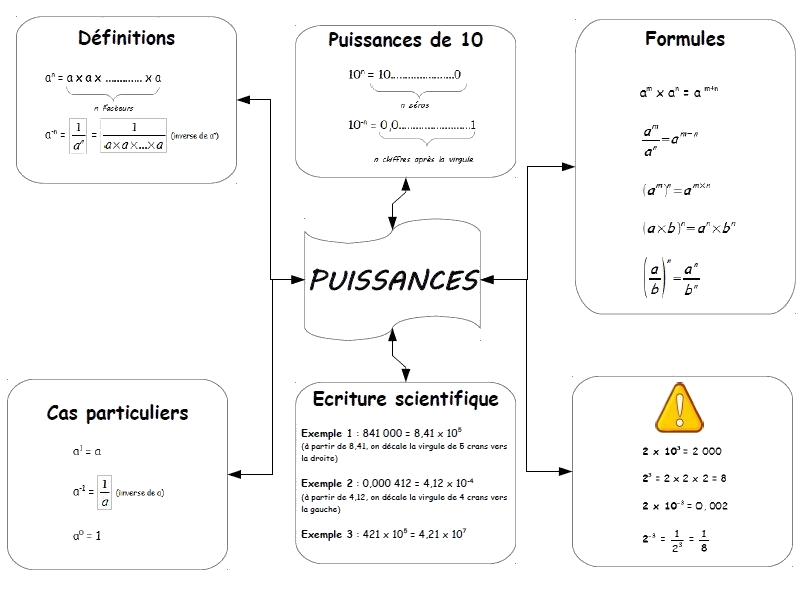 Définitions
aⁿ = a x a x ............. x a
n facteurs
a⁻ⁿ = 1/aⁿ = 1/(a×a×...×a) (inverse de aⁿ)
Puissances de 10
10ⁿ = 10......................0
n zéros
10⁻ⁿ = 0,0.........................1
n chiffres après la virgule
Formules
aᵐ x aⁿ = a ᵐ⁺ⁿ
aᵐ/aⁿ = a ᵐ⁻ⁿ
(aᵐ)ⁿ = aᵐˣⁿ
(a×b)ⁿ = aⁿ×bⁿ
(a/b)ⁿ = aⁿ/bⁿ
PUISSANCES
Cas particuliers
a¹ = a
a⁻¹ = 1/a (inverse de a)
a⁰ = 1
Ecriture scientifique
Exemple 1 : 841 000 = 8,41 x 10⁵
(à partir de 8,41, on décale la virgule de 5 crans vers
la droite)
Exemple 2 : 0,000 412 = 4,12 x 10⁻⁴
(à partir de 4,12, on décale la virgule de 4 crans vers
la gauche)
Exemple 3 : 421 x 10⁵ = 4,21 x 10⁷
2 x 10³ = 2 000
2³ = 2 x 2 x 2 = 8
2 x 10⁻³ = 0,002
2⁻³ = 1/2³ = 1/8